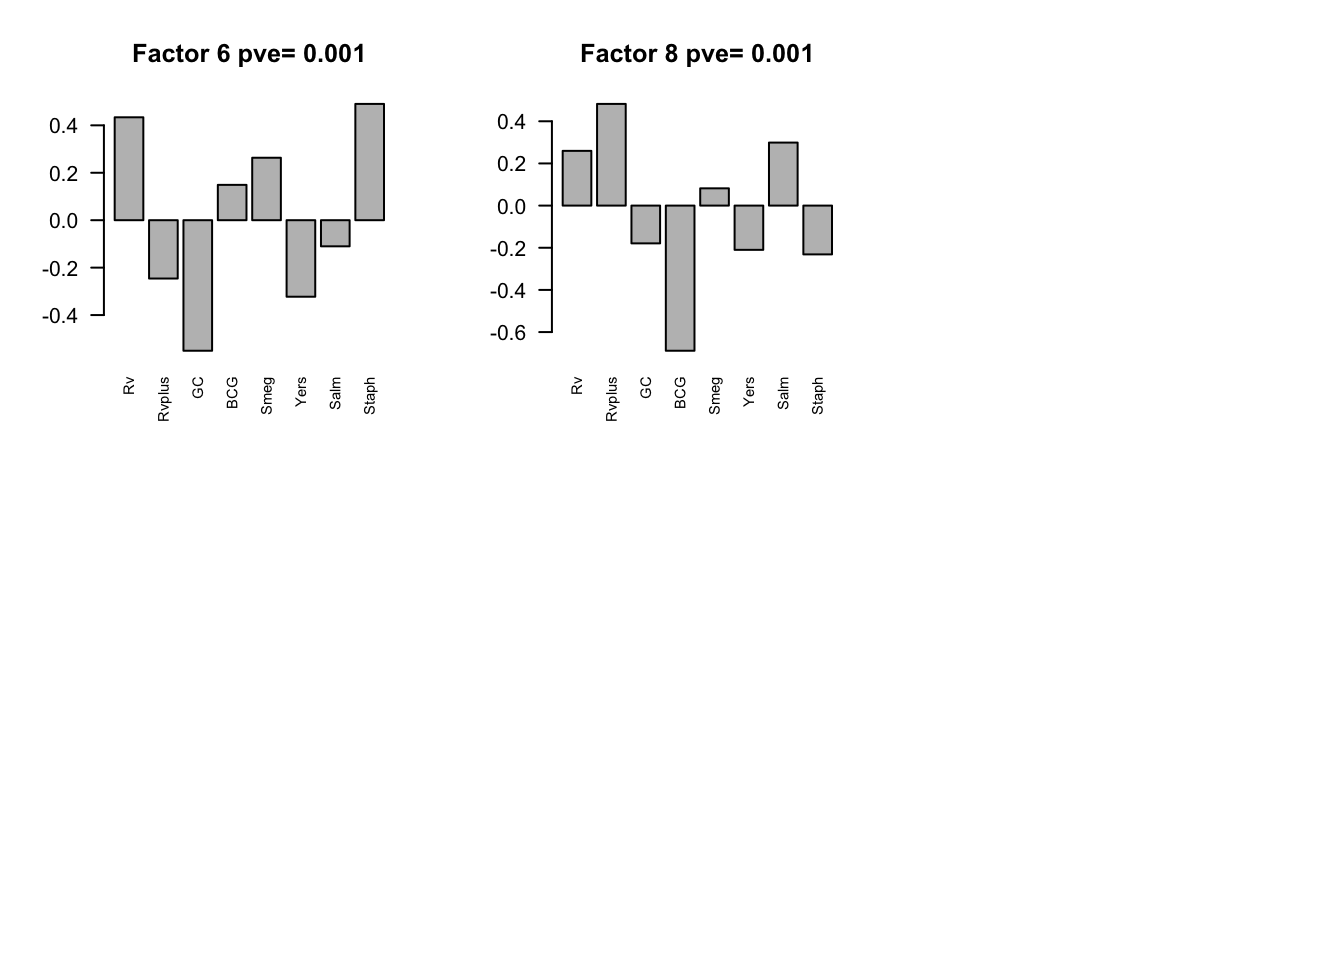 Factor 6 pve= 0.001
0.4
0.2
0.0
-0.2
-0.4
Rv
Rvplus
GC
BCG
Smeg
Yers
Salm
Staph
Factor 8 pve= 0.001
0.4
0.2
0.0
-0.2
-0.4
-0.6
Rv
Rvplus
GC
BCG
Smeg
Yers
Salm
Staph